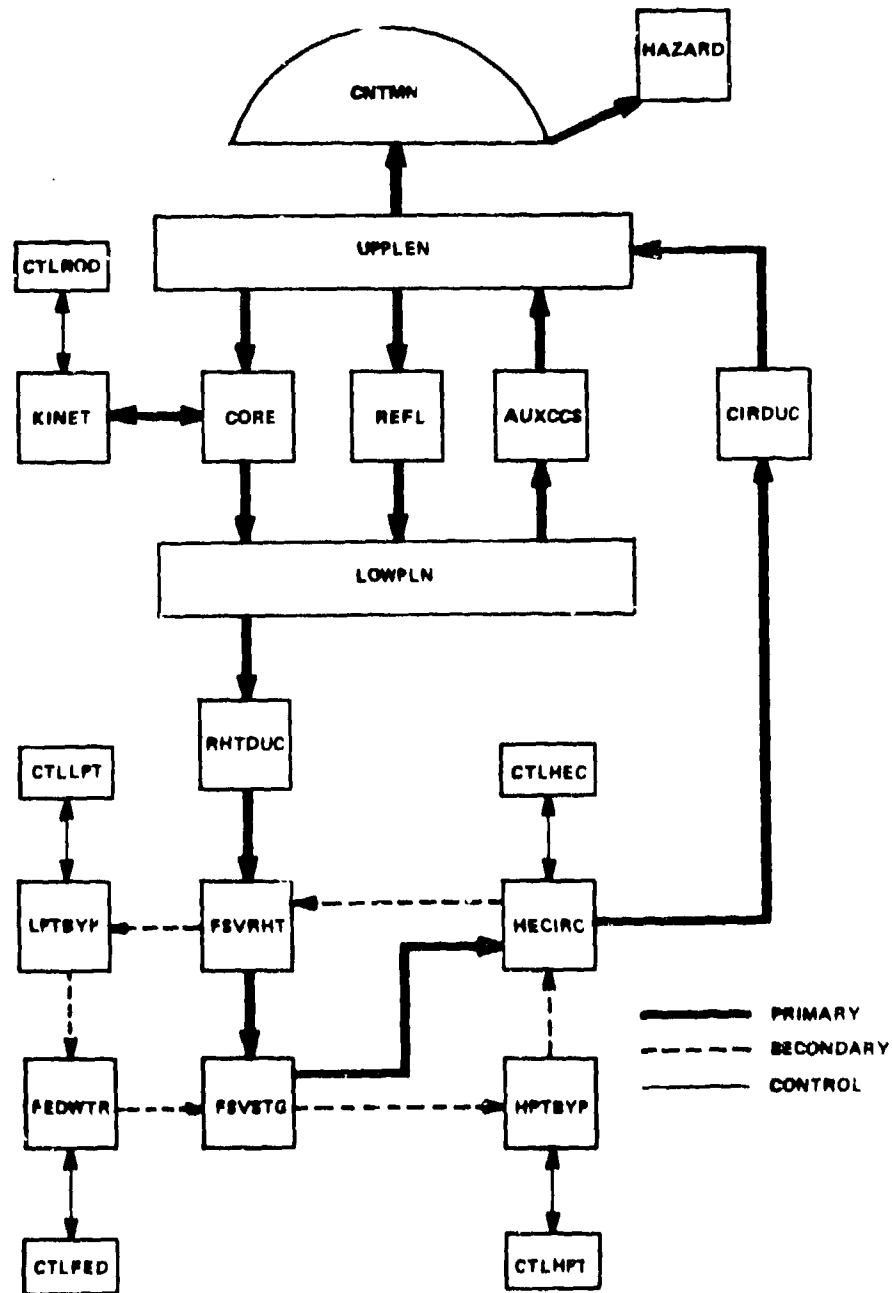 HAZARD
CNTMN
UPPLEN
CTLROD
KINET
CORE
REFL
AUXCCS
CIRDUC
LOWPLN
RHTDUC
CTLLPT
CTLHEC
LPTBYP
FSVRHT
HECIRC
PRIMARY
SECONDARY
CONTROL
FEDWTR
FSVSTG
HPTBYP
CTLFED
CTLHPT